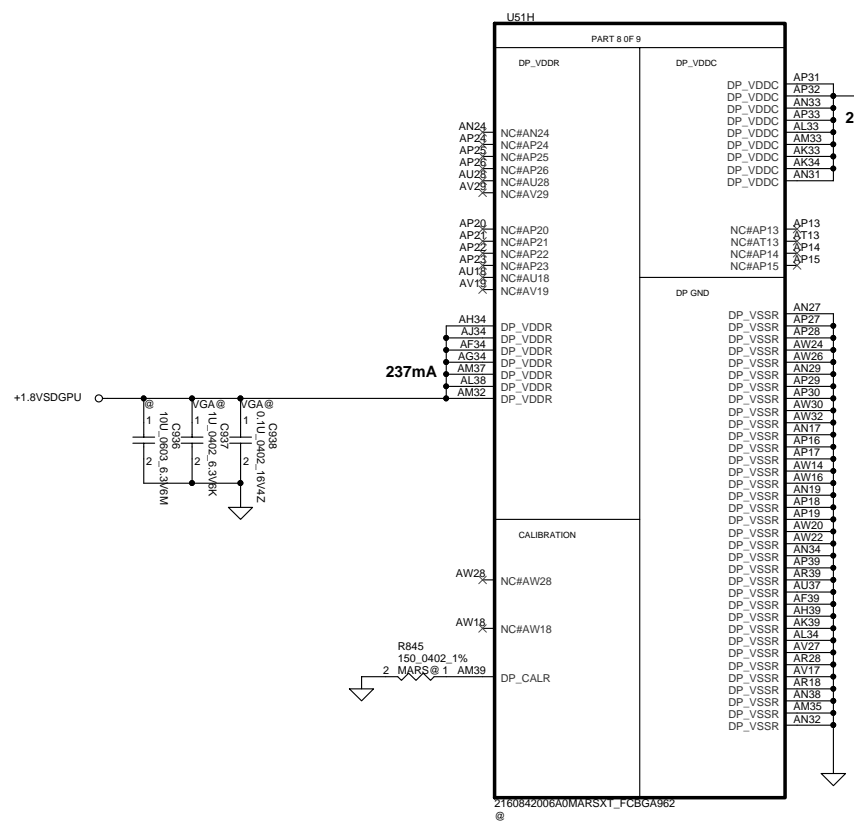 U51H
PART 8 0F 9
DP_VDDR
DP_VDDC
AN24 NC#AN24
AP24 NC#AP24
AP25 NC#AP25
AP26 NC#AP26
AU28 NC#AU28
AV29 NC#AV29
AP20 NC#AP20
AP21 NC#AP21
AP22 NC#AP22
AP23 NC#AP23
AU18 NC#AU18
AV19 NC#AV19
AH34 DP_VDDR
AJ34 DP_VDDR
AF34 DP_VDDR
AG34 DP_VDDR
237mA
AM37 DP_VDDR
AL38 DP_VDDR
AM32 DP_VDDR
+1.8VSDGPU
@
1
2
C936
10U_0603_6.3V6M
VGA@
1
2
C937
1U_0402_6.3V6K
VGA@
1
2
C938
0.1U_0402_16V4Z
CALIBRATION
AW28 NC#AW28
AW18 NC#AW18
R845
150_0402_1%
2 MARS@ 1 AM39 DP_CALR
DP_VDDC AP31
DP_VDDC AP32
DP_VDDC AN33
DP_VDDC AP33
2
DP_VDDC AL33
DP_VDDC AM33
DP_VDDC AK33
DP_VDDC AK34
DP_VDDC AN31
NC#AP13 AP13
NC#AT13 AT13
NC#AP14 AP14
NC#AP15 AP15
DP GND
DP_VSSR AN27
DP_VSSR AP27
DP_VSSR AP28
DP_VSSR AW24
DP_VSSR AW26
DP_VSSR AN29
DP_VSSR AP29
DP_VSSR AP30
DP_VSSR AW30
DP_VSSR AW32
DP_VSSR AN17
DP_VSSR AP16
DP_VSSR AP17
DP_VSSR AW14
DP_VSSR AW16
DP_VSSR AN19
DP_VSSR AP18
DP_VSSR AP19
DP_VSSR AW20
DP_VSSR AW22
DP_VSSR AN34
DP_VSSR AP39
DP_VSSR AR39
DP_VSSR AU37
DP_VSSR AF39
DP_VSSR AH39
DP_VSSR AK39
DP_VSSR AL34
DP_VSSR AV27
DP_VSSR AR28
DP_VSSR AV17
DP_VSSR AR18
DP_VSSR AN38
DP_VSSR AM35
DP_VSSR AN32
2160842006A0MARSXT_FCBGA962
@